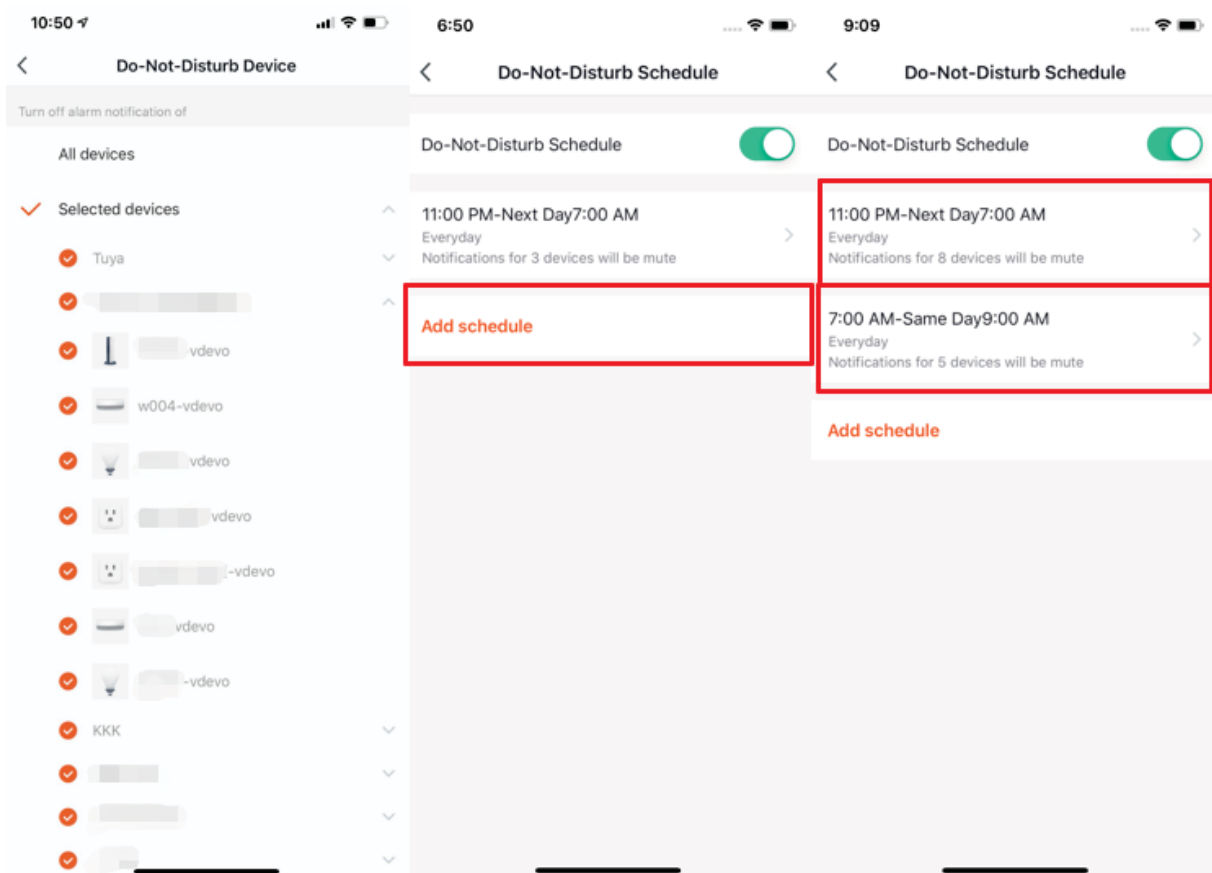 10:50
Do-Not-Disturb Device
Turn off alarm notification of
All devices
Selected devices
Tuya
vdevo
w004-vdevo
vdevo
vdevo
-vdevo
vdevo
-vdevo
KKK
6:50
Do-Not-Disturb Schedule
Do-Not-Disturb Schedule
11:00 PM-Next Day7:00 AM
Everyday
Notifications for 3 devices will be mute
Add schedule
9:09
Do-Not-Disturb Schedule
Do-Not-Disturb Schedule
11:00 PM-Next Day7:00 AM
Everyday
Notifications for 8 devices will be mute
7:00 AM-Same Day9:00 AM
Everyday
Notifications for 5 devices will be mute
Add schedule